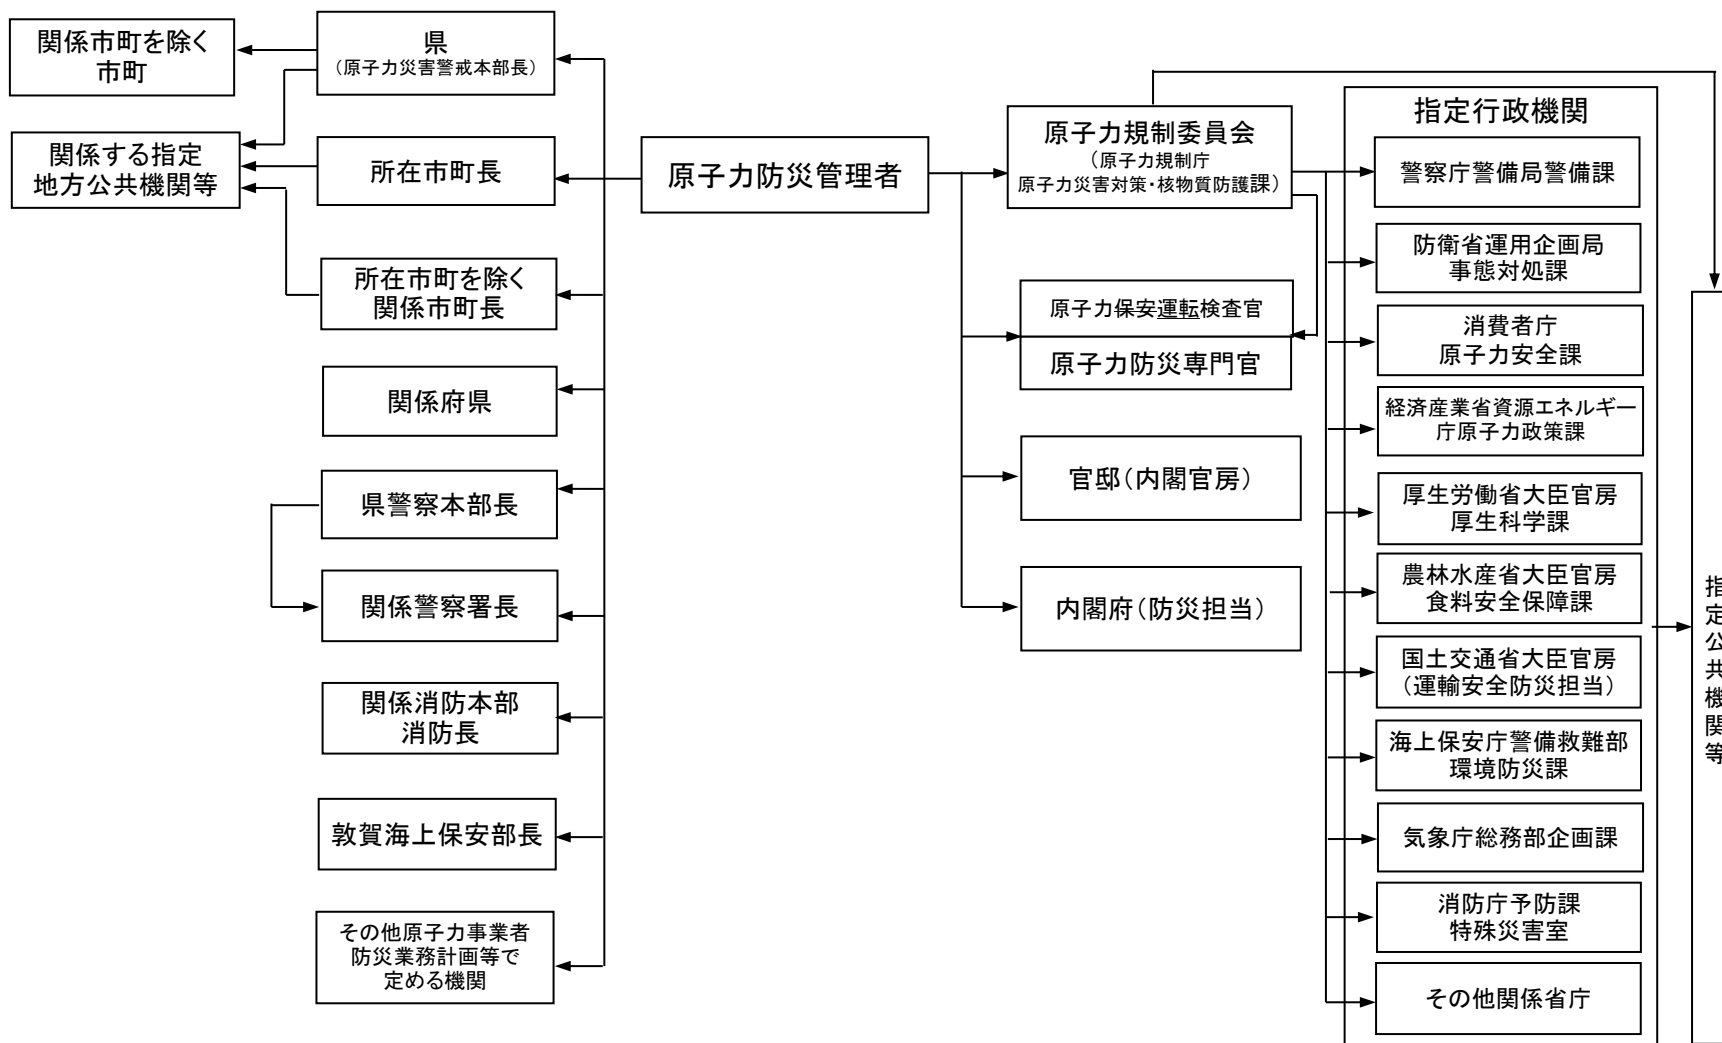 関係市町を除く
市町
県
（原子力災害警戒本部長）
関係する指定
地方公共機関等
所在市町長
所在市町を除く
関係市町長
関係府県
県警察本部長
関係警察署長
関係消防本部
消防長
敦賀海上保安部長
その他原子力事業者
防災業務計画等で
定める機関
原子力防災管理者
原子力規制委員会
（原子力規制庁
原子力災害対策・核物質防護課）
原子力保安運転検査官
原子力防災専門官
官邸（内閣官房）
内閣府（防災担当）
指定行政機関
警察庁警備局警備課
防衛省運用企画局
事態対処課
消費者庁
原子力安全課
経済産業省資源エネルギー
庁原子力政策課
厚生労働省大臣官房
厚生科学課
農林水産省大臣官房
食料安全保障課
国土交通省大臣官房
（運輸安全防災担当）
海上保安庁警備救難部
環境防災課
気象庁総務部企画課
消防庁予防課
特殊災害室
その他関係省庁
指定公共機関等